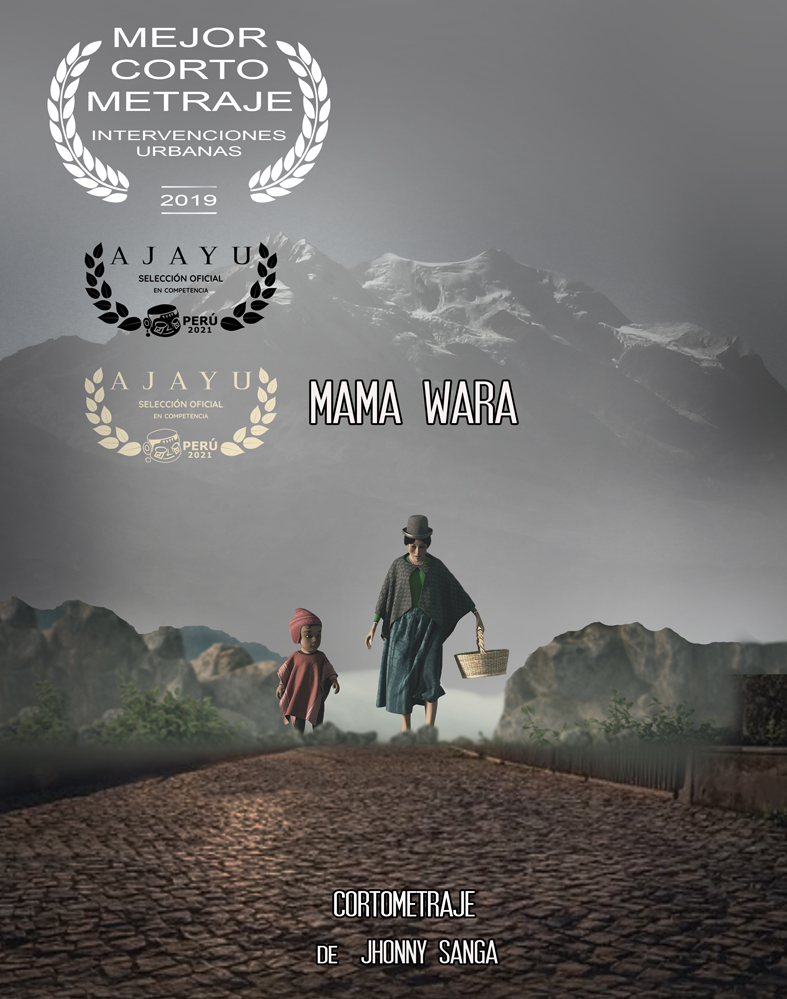 MEJOR
CORTO
METRAJE
INTERVENCIONES
URBANAS
2019
AJAYU
SELECCIÓN OFICIAL
EN COMPETENCIA
PERÚ
2021
AJAYU
SELECCIÓN OFICIAL
EN COMPETENCIA
PERÚ
2021
MAMA WARA
CORTOMETRAJE
DE JHONNY SANGA